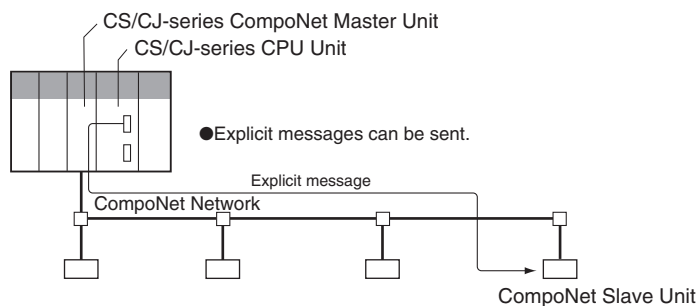 CS/CJ-series CompoNet Master Unit
CS/CJ-series CPU Unit
●Explicit messages can be sent.
Explicit message
CompoNet Network
CompoNet Slave Unit